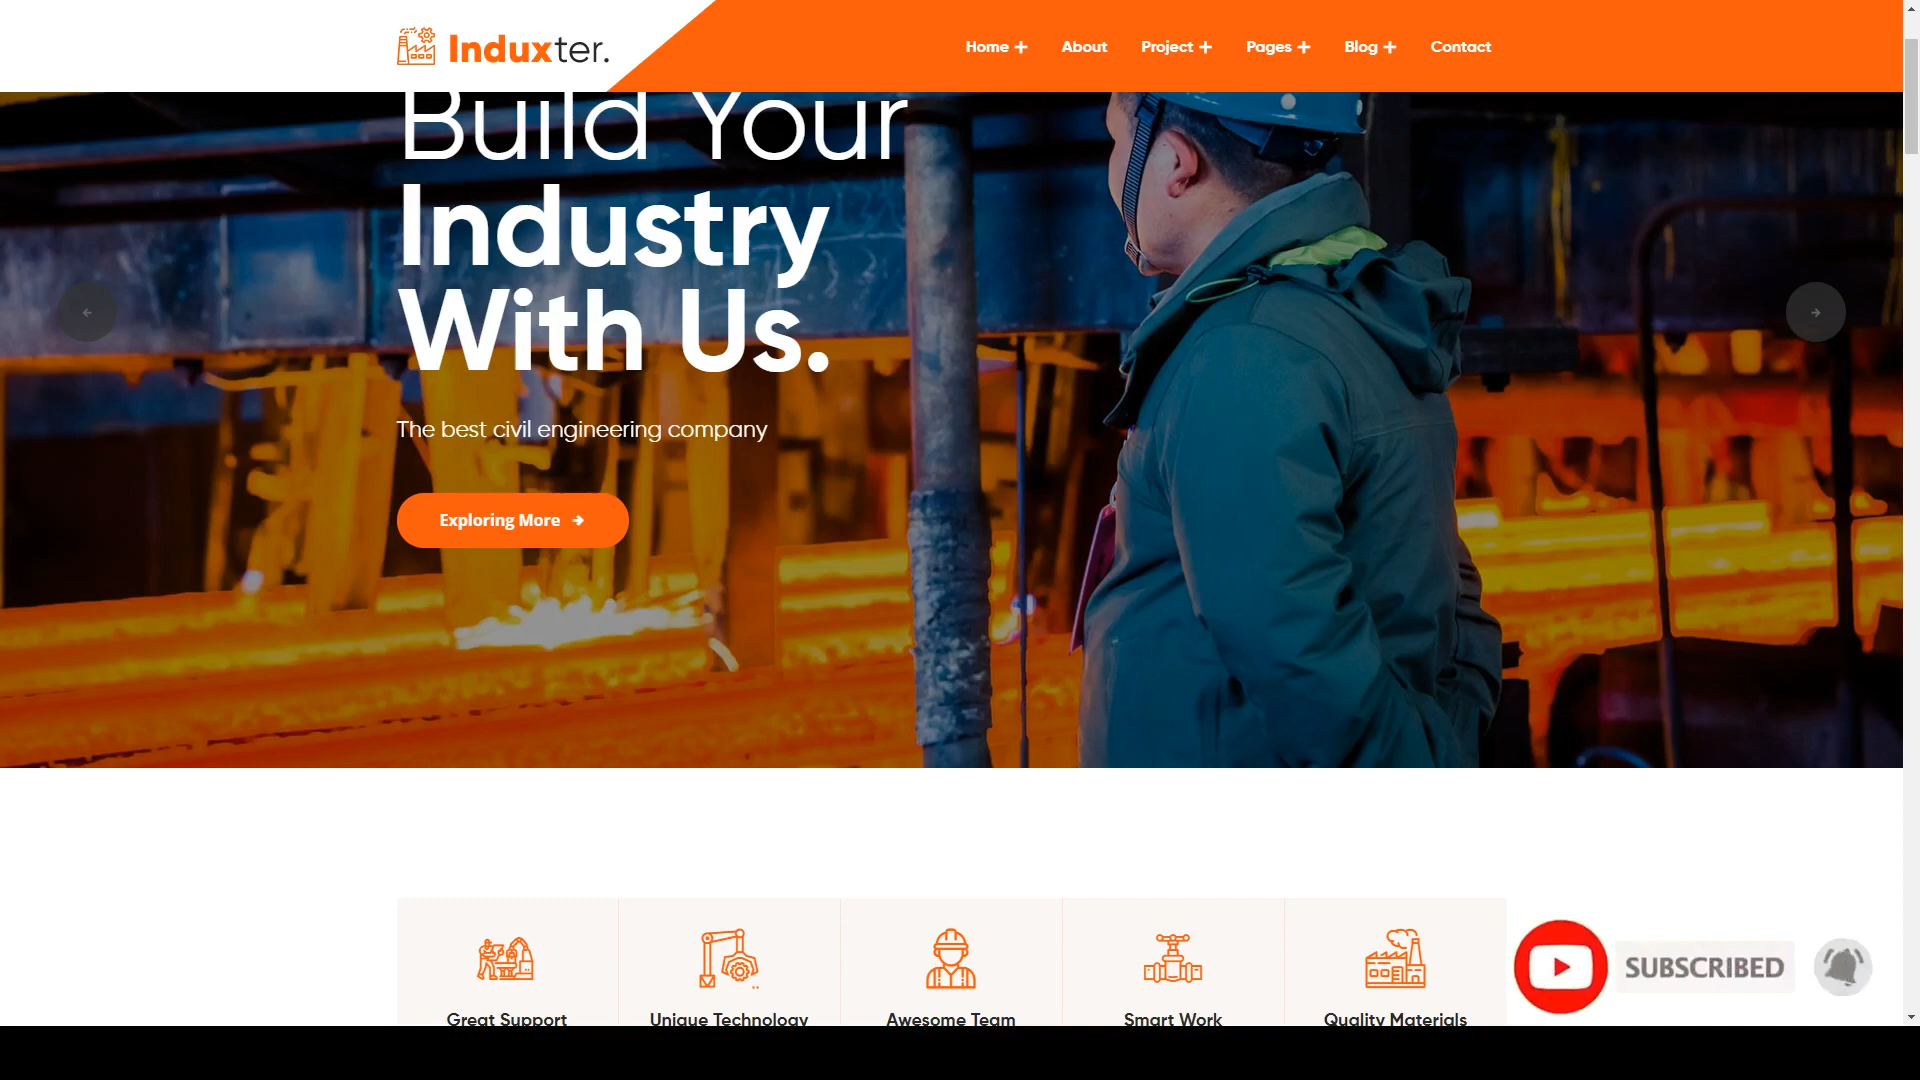 Induxter.
Home + About Project + Pages + Blog + Contact
Build Your
Industry
With Us.
The best civil engineering company
Exploring More
Great Support Unique Technology Awesome Team Smart Work Quality Materials
SUBSCRIBED